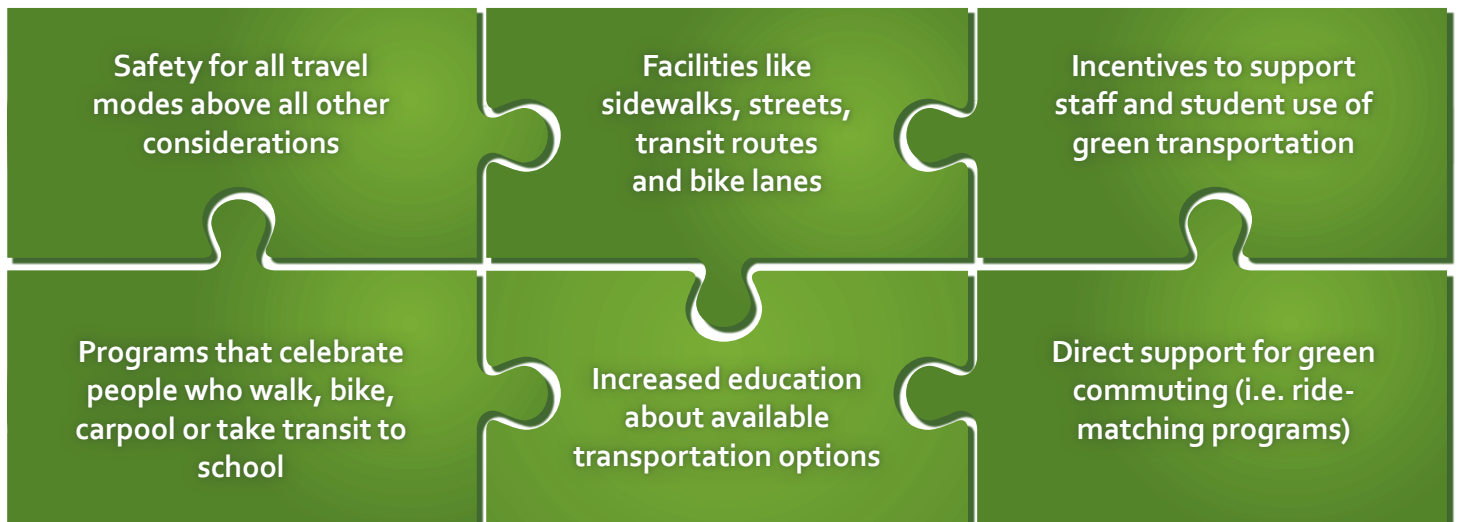 Safety for all travel
modes above all other
considerations
Facilities like
sidewalks, streets,
transit routes
and bike lanes
Incentives to support
staff and student use of
green transportation
Programs that celebrate
people who walk, bike,
carpool or take transit to
school
Increased education
about available
transportation options
Direct support for green
commuting (i.e. ride-
matching programs)